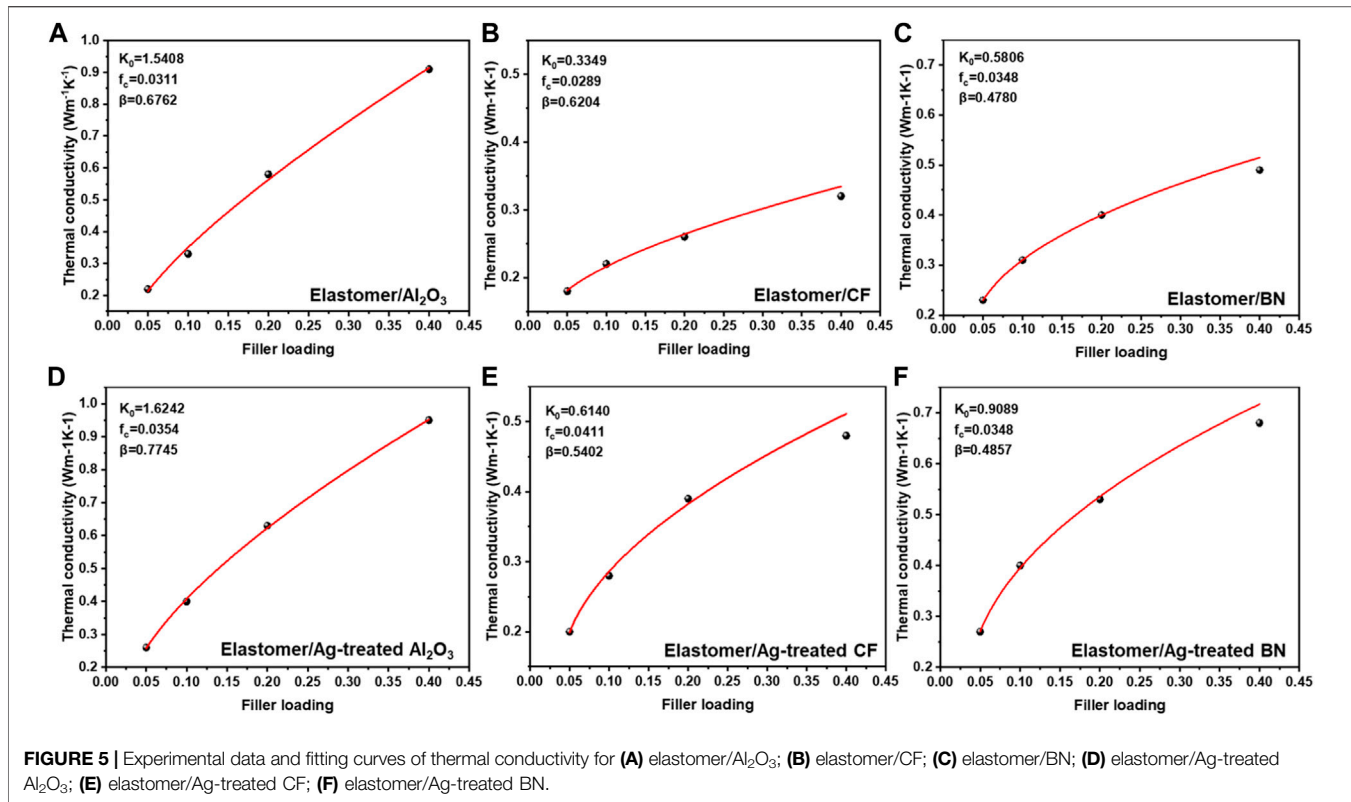 A
K₀=1.5408
f꜀=0.0311
β=0.6762
1.0
0.9
0.8
0.7
0.6
0.5
0.4
0.3
0.2
Thermal conductivity (Wm⁻¹K⁻¹)
0.00 0.05 0.10 0.15 0.20 0.25 0.30 0.35 0.40 0.45
Filler loading
Elastomer/Al₂O₃
B
K₀=0.3349
f꜀=0.0289
β=0.6204
0.5
0.4
0.3
0.2
Thermal conductivity (Wm-1K-1)
0.00 0.05 0.10 0.15 0.20 0.25 0.30 0.35 0.40 0.45
Filler loading
Elastomer/CF
C
K₀=0.5806
f꜀=0.0348
β=0.4780
0.7
0.6
0.5
0.4
0.3
0.2
Thermal conductivity (Wm-1K-1)
0.00 0.05 0.10 0.15 0.20 0.25 0.30 0.35 0.40 0.45
Filler loading
Elastomer/BN
D
K₀=1.6242
f꜀=0.0354
β=0.7745
1.0
0.9
0.8
0.7
0.6
0.5
0.4
0.3
0.2
Thermal conductivity (Wm-1K-1)
0.00 0.05 0.10 0.15 0.20 0.25 0.30 0.35 0.40 0.45
Filler loading
Elastomer/Ag-treated Al₂O₃
E
K₀=0.6140
f꜀=0.0411
β=0.5402
0.5
0.4
0.3
0.2
Thermal conductivity (Wm-1K-1)
0.00 0.05 0.10 0.15 0.20 0.25 0.30 0.35 0.40 0.45
Filler loading
Elastomer/Ag-treated CF
F
K₀=0.9089
f꜀=0.0348
β=0.4857
0.7
0.6
0.5
0.4
0.3
0.2
Thermal conductivity (Wm-1K-1)
0.00 0.05 0.10 0.15 0.20 0.25 0.30 0.35 0.40 0.45
Filler loading
Elastomer/Ag-treated BN
FIGURE 5 | Experimental data and fitting curves of thermal conductivity for (A) elastomer/Al₂O₃; (B) elastomer/CF; (C) elastomer/BN; (D) elastomer/Ag-treated
Al₂O₃; (E) elastomer/Ag-treated CF; (F) elastomer/Ag-treated BN.